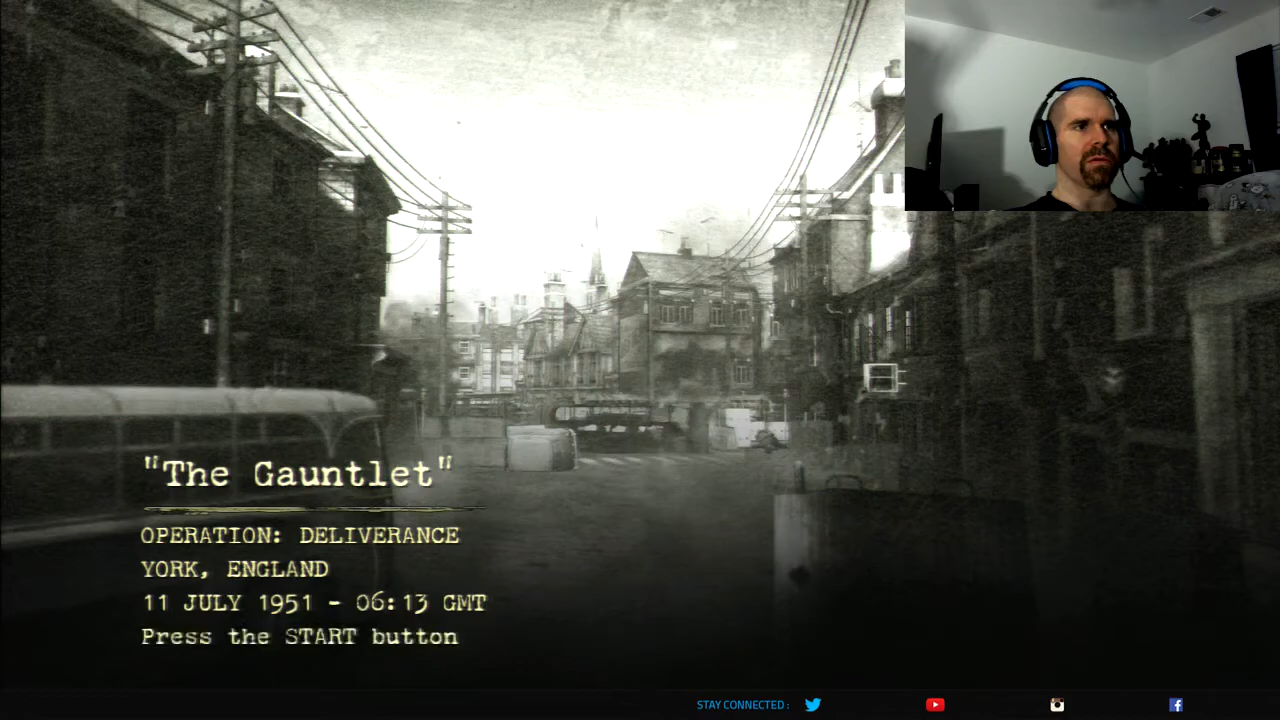 "The Gauntlet"
OPERATION: DELIVERANCE
YORK, ENGLAND
11 JULY 1951 - 06:13 GMT
Press the START button
STAY CONNECTED :